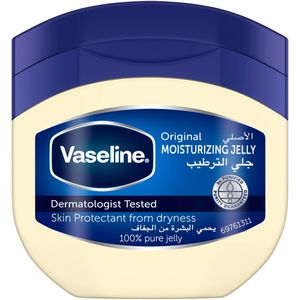 Vaseline.
Original الأصلي
MOISTURIZING JELLY
جلي الترطيب
Dermatologist Tested
Skin Protectant from dryness يحمي البشرة من الجفاف
100% pure jelly
69761311